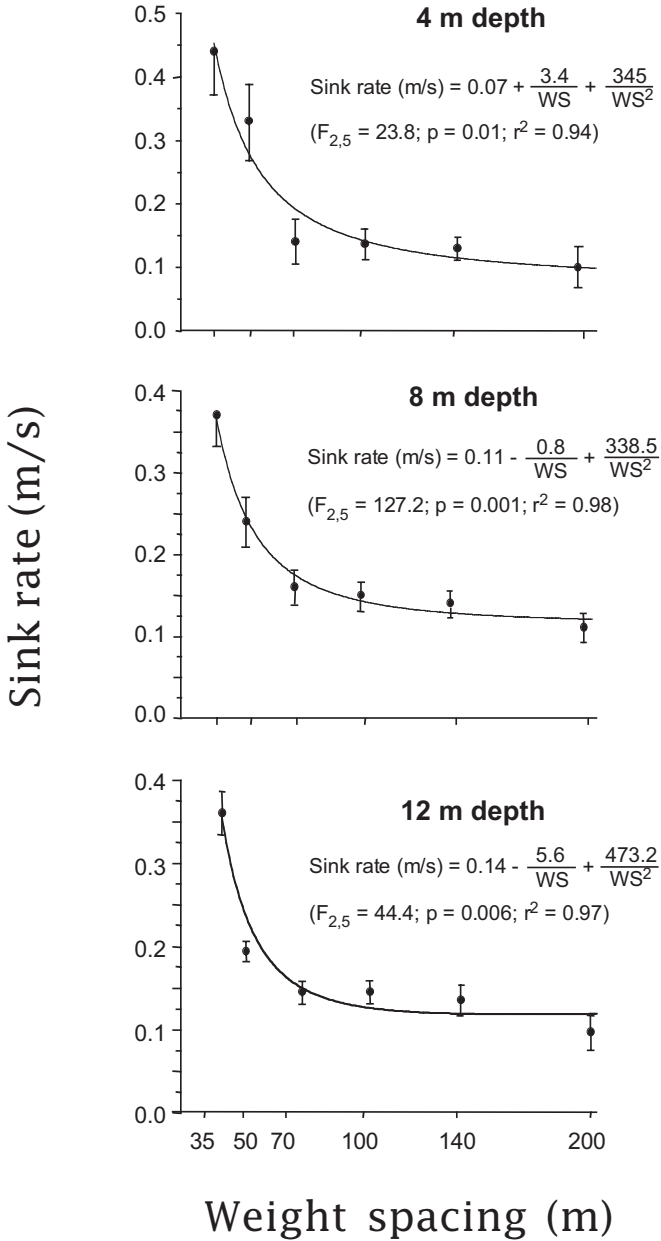 4 m depth
0.5
0.4
0.3
0.2
0.1
0.0
Sink rate (m/s) = 0.07 + 3.4/WS + 345/WS²
(F2,5 = 23.8; p = 0.01; r² = 0.94)
Sink rate (m/s)
8 m depth
0.4
0.3
0.2
0.1
0.0
Sink rate (m/s) = 0.11 - 0.8/WS + 338.5/WS²
(F2,5 = 127.2; p = 0.001; r² = 0.98)
12 m depth
0.4
0.3
0.2
0.1
0.0
Sink rate (m/s) = 0.14 - 5.6/WS + 473.2/WS²
(F2,5 = 44.4; p = 0.006; r² = 0.97)
35 50 70 100 140 200
Weight spacing (m)